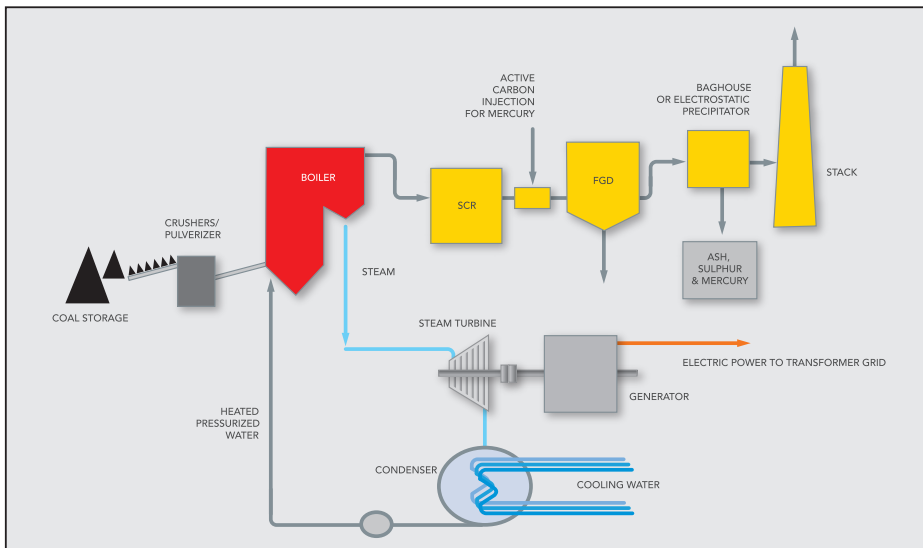 ACTIVE
CARBON
INJECTION
FOR MERCURY
BAGHOUSE
OR ELECTROSTATIC
PRECIPITATOR
BOILER
SCR
FGD
STACK
CRUSHERS/
PULVERIZER
ASH,
SULPHUR
& MERCURY
STEAM
COAL STORAGE
STEAM TURBINE
ELECTRIC POWER TO TRANSFORMER GRID
GENERATOR
HEATED
PRESSURIZED
WATER
CONDENSER
COOLING WATER